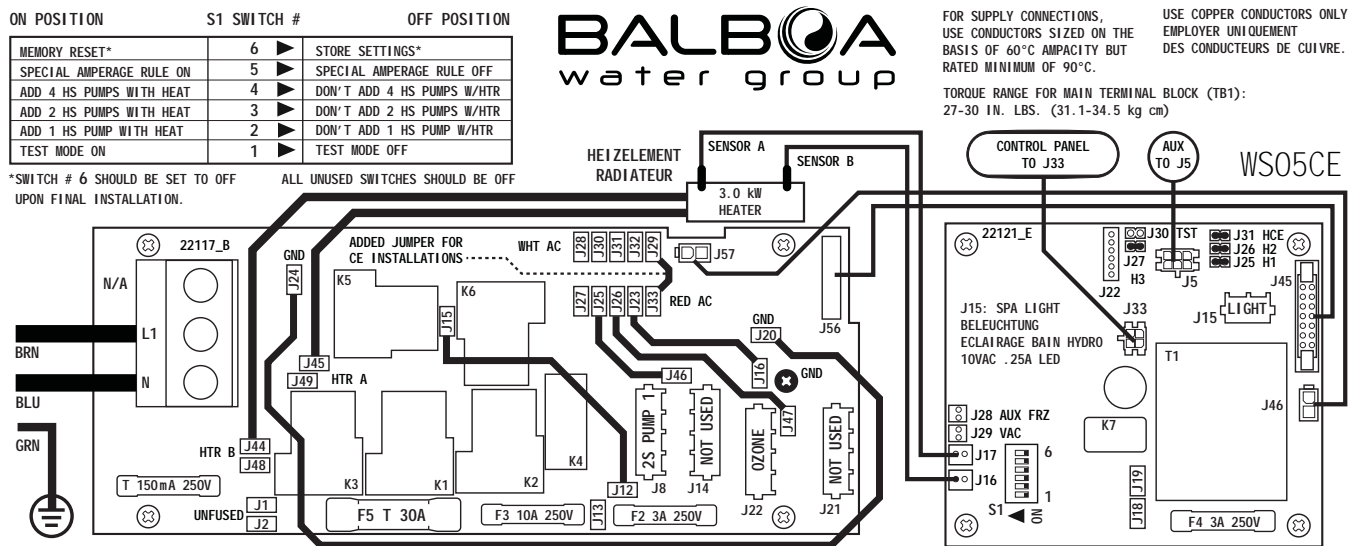 ON POSITION S1 SWITCH # OFF POSITION
MEMORY RESET* 6 STORE SETTINGS*
SPECIAL AMPERAGE RULE ON 5 SPECIAL AMPERAGE RULE OFF
ADD 4 HS PUMPS WITH HEAT 4 DON'T ADD 4 HS PUMPS W/HTR
ADD 2 HS PUMPS WITH HEAT 3 DON'T ADD 2 HS PUMPS W/HTR
ADD 1 HS PUMP WITH HEAT 2 DON'T ADD 1 HS PUMP W/HTR
TEST MODE ON 1 TEST MODE OFF
*SWITCH # 6 SHOULD BE SET TO OFF
UPON FINAL INSTALLATION.
ALL UNUSED SWITCHES SHOULD BE OFF
BALBOA
water group
FOR SUPPLY CONNECTIONS,
USE CONDUCTORS SIZED ON THE
BASIS OF 60°C AMPACITY BUT
RATED MINIMUM OF 90°C.
USE COPPER CONDUCTORS ONLY
EMPLOYER UNIQUEMENT
DES CONDUCTEURS DE CUIVRE.
TORQUE RANGE FOR MAIN TERMINAL BLOCK (TB1):
27-30 IN. LBS. (31.1-34.5 kg cm)
HEIZELEMENT
RADIATEUR
SENSOR A
SENSOR B
3.0 kW
HEATER
CONTROL PANEL
TO J33
AUX
TO J5
WS05CE
22117_B
N/A
L1
N
BRN
BLU
GRN
GND
J24
ADDED JUMPER FOR
CE INSTALLATIONS
WHT AC
J28
J30
J31
J32
J29
J57
K5
K6
J15
J27
J25
J26
J23
J33
RED AC
J56
GND
J20
J45
J49
HTR A
J46
J16
GND
J47
HTR B
J44
J48
K3
K1
K2
K4
J12
J13
2S PUMP 1
J8
NOT USED
J14
OZONE
J22
NOT USED
J21
T 150mA 250V
UNFUSED
J1
J2
F5 T 30A
F3 10A 250V
F2 3A 250V
22121_E
J30 TST
J27
H3
J22
J5
J31 HCE
J26 H2
J25 H1
J45
J33
J15
LIGHT
J15: SPA LIGHT
BELEUCHTUNG
ECLAIRAGE BAIN HYDRO
10VAC .25A LED
T1
J46
K7
J28 AUX FRZ
J29 VAC
J17
J16
6
1
S1
ON
J19
J18
F4 3A 250V